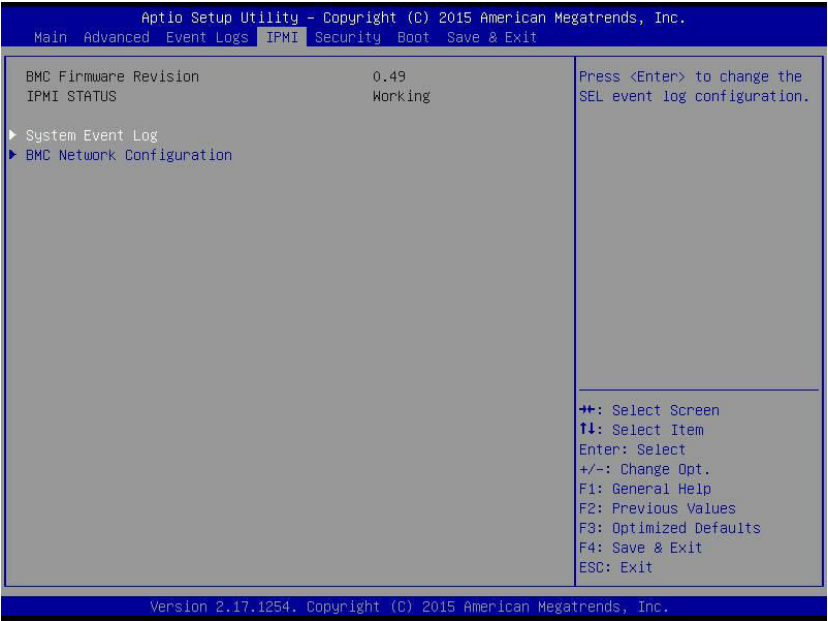 Aptio Setup Utility – Copyright (C) 2015 American Megatrends, Inc.
Main Advanced Event Logs IPMI Security Boot Save & Exit
BMC Firmware Revision 0.49
IPMI STATUS Working
▶ System Event Log
▶ BMC Network Configuration
Press <Enter> to change the
SEL event log configuration.
→←: Select Screen
↑↓: Select Item
Enter: Select
+/-: Change Opt.
F1: General Help
F2: Previous Values
F3: Optimized Defaults
F4: Save & Exit
ESC: Exit
Version 2.17.1254. Copyright (C) 2015 American Megatrends, Inc.